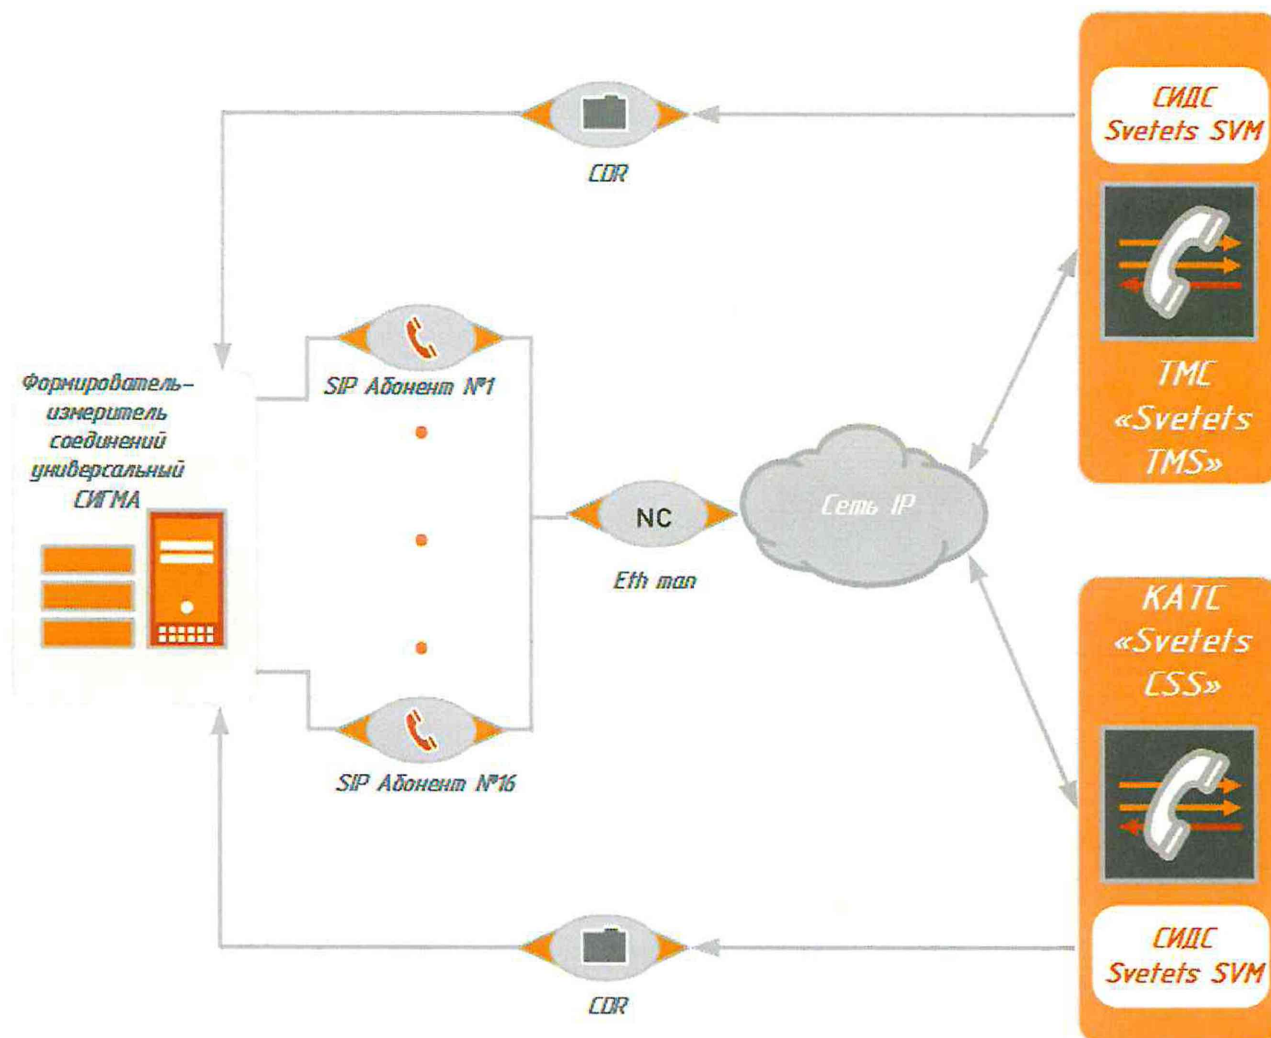 СИДС
Svetets SVM
CDR
ТМС
«Svetets
TMS»
SIP Абонент №1
Формирователь–
измеритель
соединений
универсальный
СИГМА
NC
Сеть IP
Eth man
КАТС
«Svetets
CSS»
SIP Абонент №16
CDR
СИДС
Svetets SVM